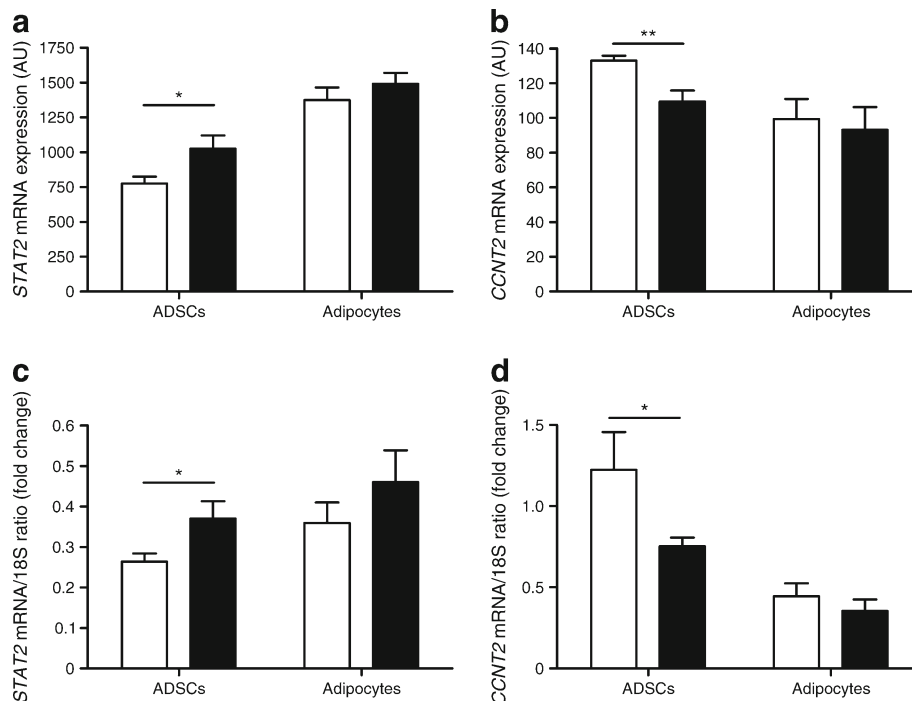 a
STAT2 mRNA expression (AU)
1750
1500
1250
1000
750
500
250
0
*
ADSCs
Adipocytes
b
CCNT2 mRNA expression (AU)
140
120
100
80
60
40
20
0
**
ADSCs
Adipocytes
c
STAT2 mRNA/18S ratio (fold change)
0.6
0.5
0.4
0.3
0.2
0.1
0
*
ADSCs
Adipocytes
d
CCNT2 mRNA/18S ratio (fold change)
1.5
1.0
0.5
0
*
ADSCs
Adipocytes